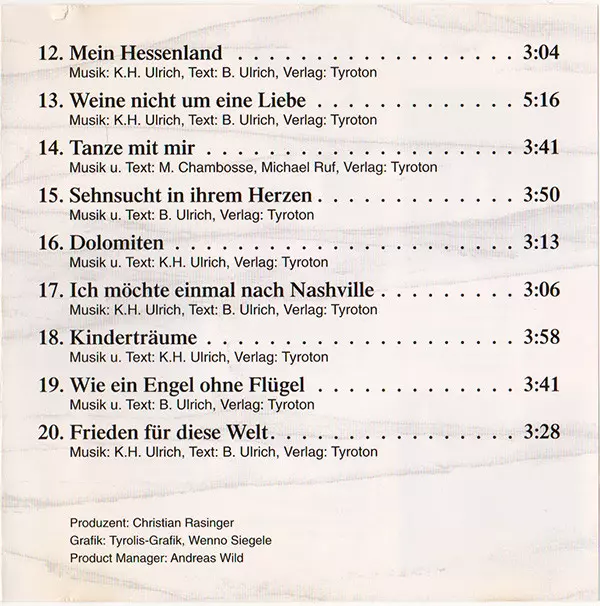 12. Mein Hessenland . . . . . . . . . . . . . . . . . . 3:04
Musik: K.H. Ulrich, Text: B. Ulrich, Verlag: Tyroton
13. Weine nicht um eine Liebe . . . . . . . . . . . . . 5:16
Musik: K.H. Ulrich, Text: B. Ulrich, Verlag: Tyroton
14. Tanze mit mir . . . . . . . . . . . . . . . . . . . 3:41
Musik u. Text: M. Chambosse, Michael Ruf, Verlag: Tyroton
15. Sehnsucht in ihrem Herzen . . . . . . . . . . . . . 3:50
Musik u. Text: B. Ulrich, Verlag: Tyroton
16. Dolomiten . . . . . . . . . . . . . . . . . . . . . 3:13
Musik u. Text: K.H. Ulrich, Verlag: Tyroton
17. Ich möchte einmal nach Nashville . . . . . . . . . 3:06
Musik: K.H. Ulrich, Text: B. Ulrich, Verlag: Tyroton
18. Kinderträume . . . . . . . . . . . . . . . . . . . 3:58
Musik u. Text: K.H. Ulrich, Verlag: Tyroton
19. Wie ein Engel ohne Flügel . . . . . . . . . . . . . 3:41
Musik u. Text: B. Ulrich, Verlag: Tyroton
20. Frieden für diese Welt . . . . . . . . . . . . . . . 3:28
Musik: K.H. Ulrich, Text: B. Ulrich, Verlag: Tyroton
Produzent: Christian Rasinger
Grafik: Tyrolis-Grafik, Wenno Siegele
Product Manager: Andreas Wild